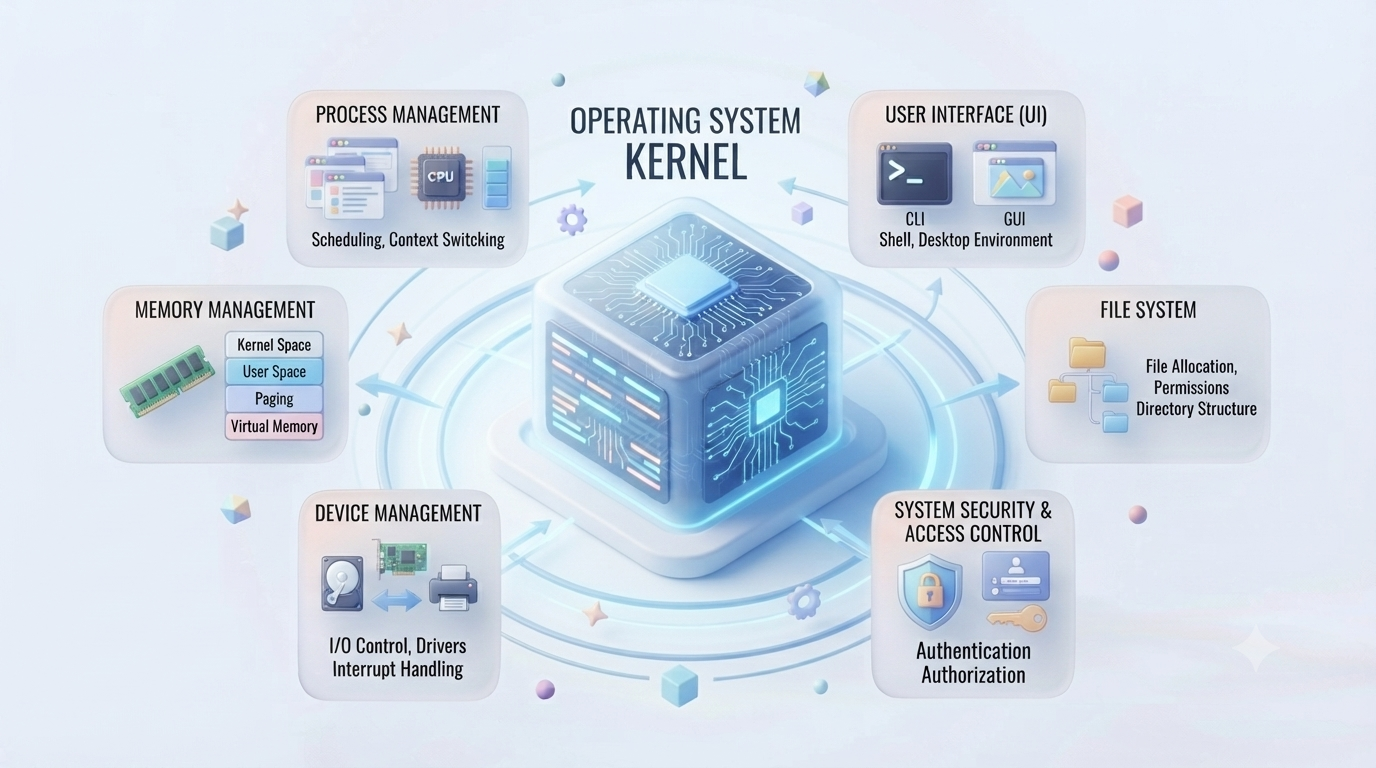 OPERATING SYSTEM
KERNEL
PROCESS MANAGEMENT
CPU
Scheduling, Context Switching
USER INTERFACE (UI)
>_
CLI
GUI
Shell, Desktop Environment
MEMORY MANAGEMENT
Kernel Space
User Space
Paging
Virtual Memory
FILE SYSTEM
File Allocation,
Permissions
Directory Structure
DEVICE MANAGEMENT
I/O Control, Drivers
Interrupt Handling
SYSTEM SECURITY &
ACCESS CONTROL
Authentication
Authorization